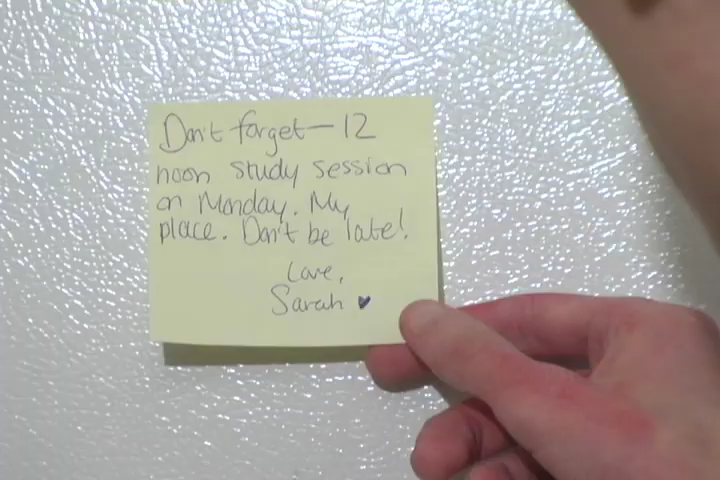 Don't forget—12
noon study session
on Monday. My
place. Don't be late!
Love,
Sarah ♥